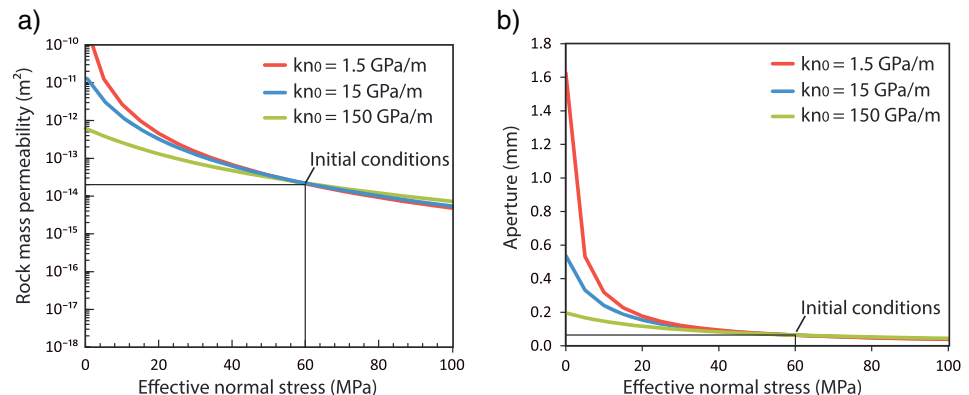 a)
Rock mass permeability (m²)
10⁻¹⁰
10⁻¹¹
10⁻¹²
10⁻¹³
10⁻¹⁴
10⁻¹⁵
10⁻¹⁶
10⁻¹⁷
10⁻¹⁸
kn₀ = 1.5 GPa/m
kn₀ = 15 GPa/m
kn₀ = 150 GPa/m
Initial conditions
0 20 40 60 80 100
Effective normal stress (MPa)
b)
Aperture (mm)
1.8
1.6
1.4
1.2
1.0
0.8
0.6
0.4
0.2
0.0
kn₀ = 1.5 GPa/m
kn₀ = 15 GPa/m
kn₀ = 150 GPa/m
Initial conditions
0 20 40 60 80 100
Effective normal stress (MPa)